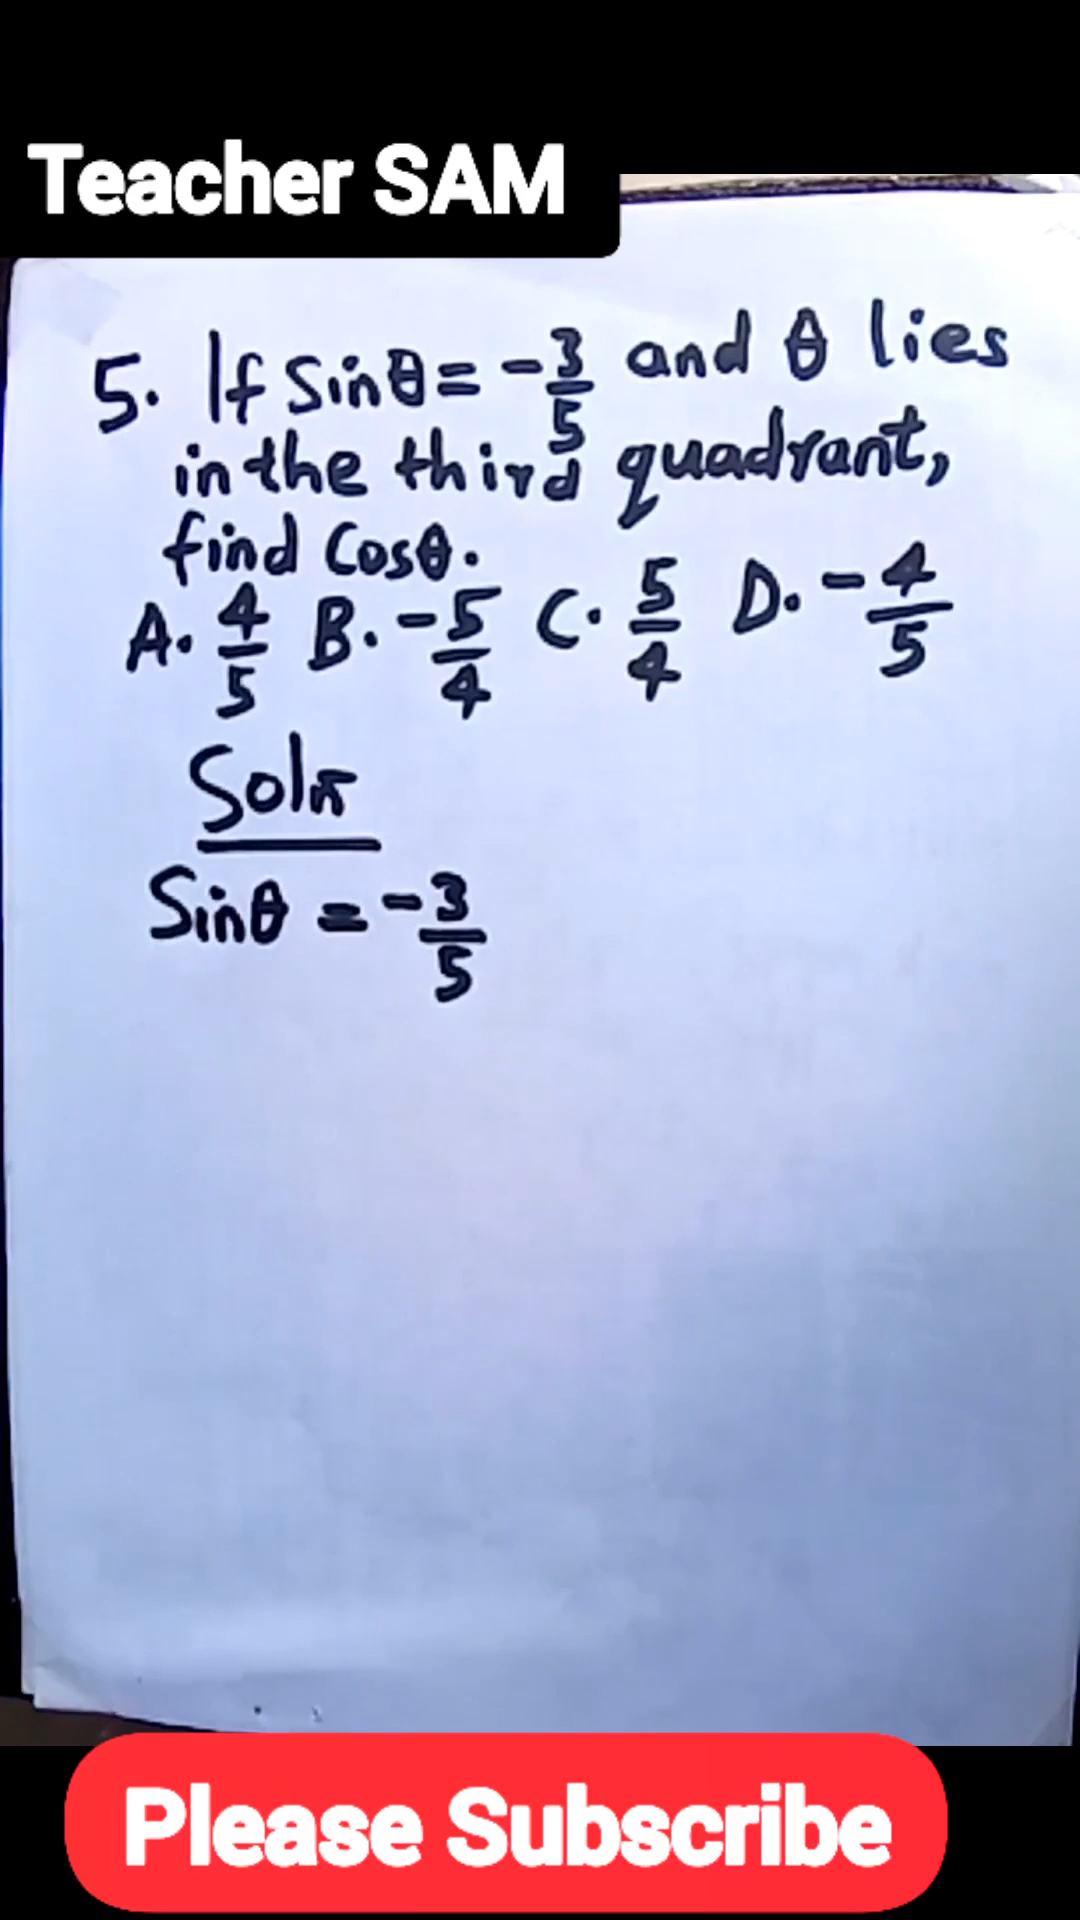 Teacher SAM
5. If Sinθ = -3/5 and θ lies
in the third quadrant,
find Cosθ.
A. 4/5 B. -5/4 C. 5/4 D. -4/5
Soln
Sinθ = -3/5
Please Subscribe